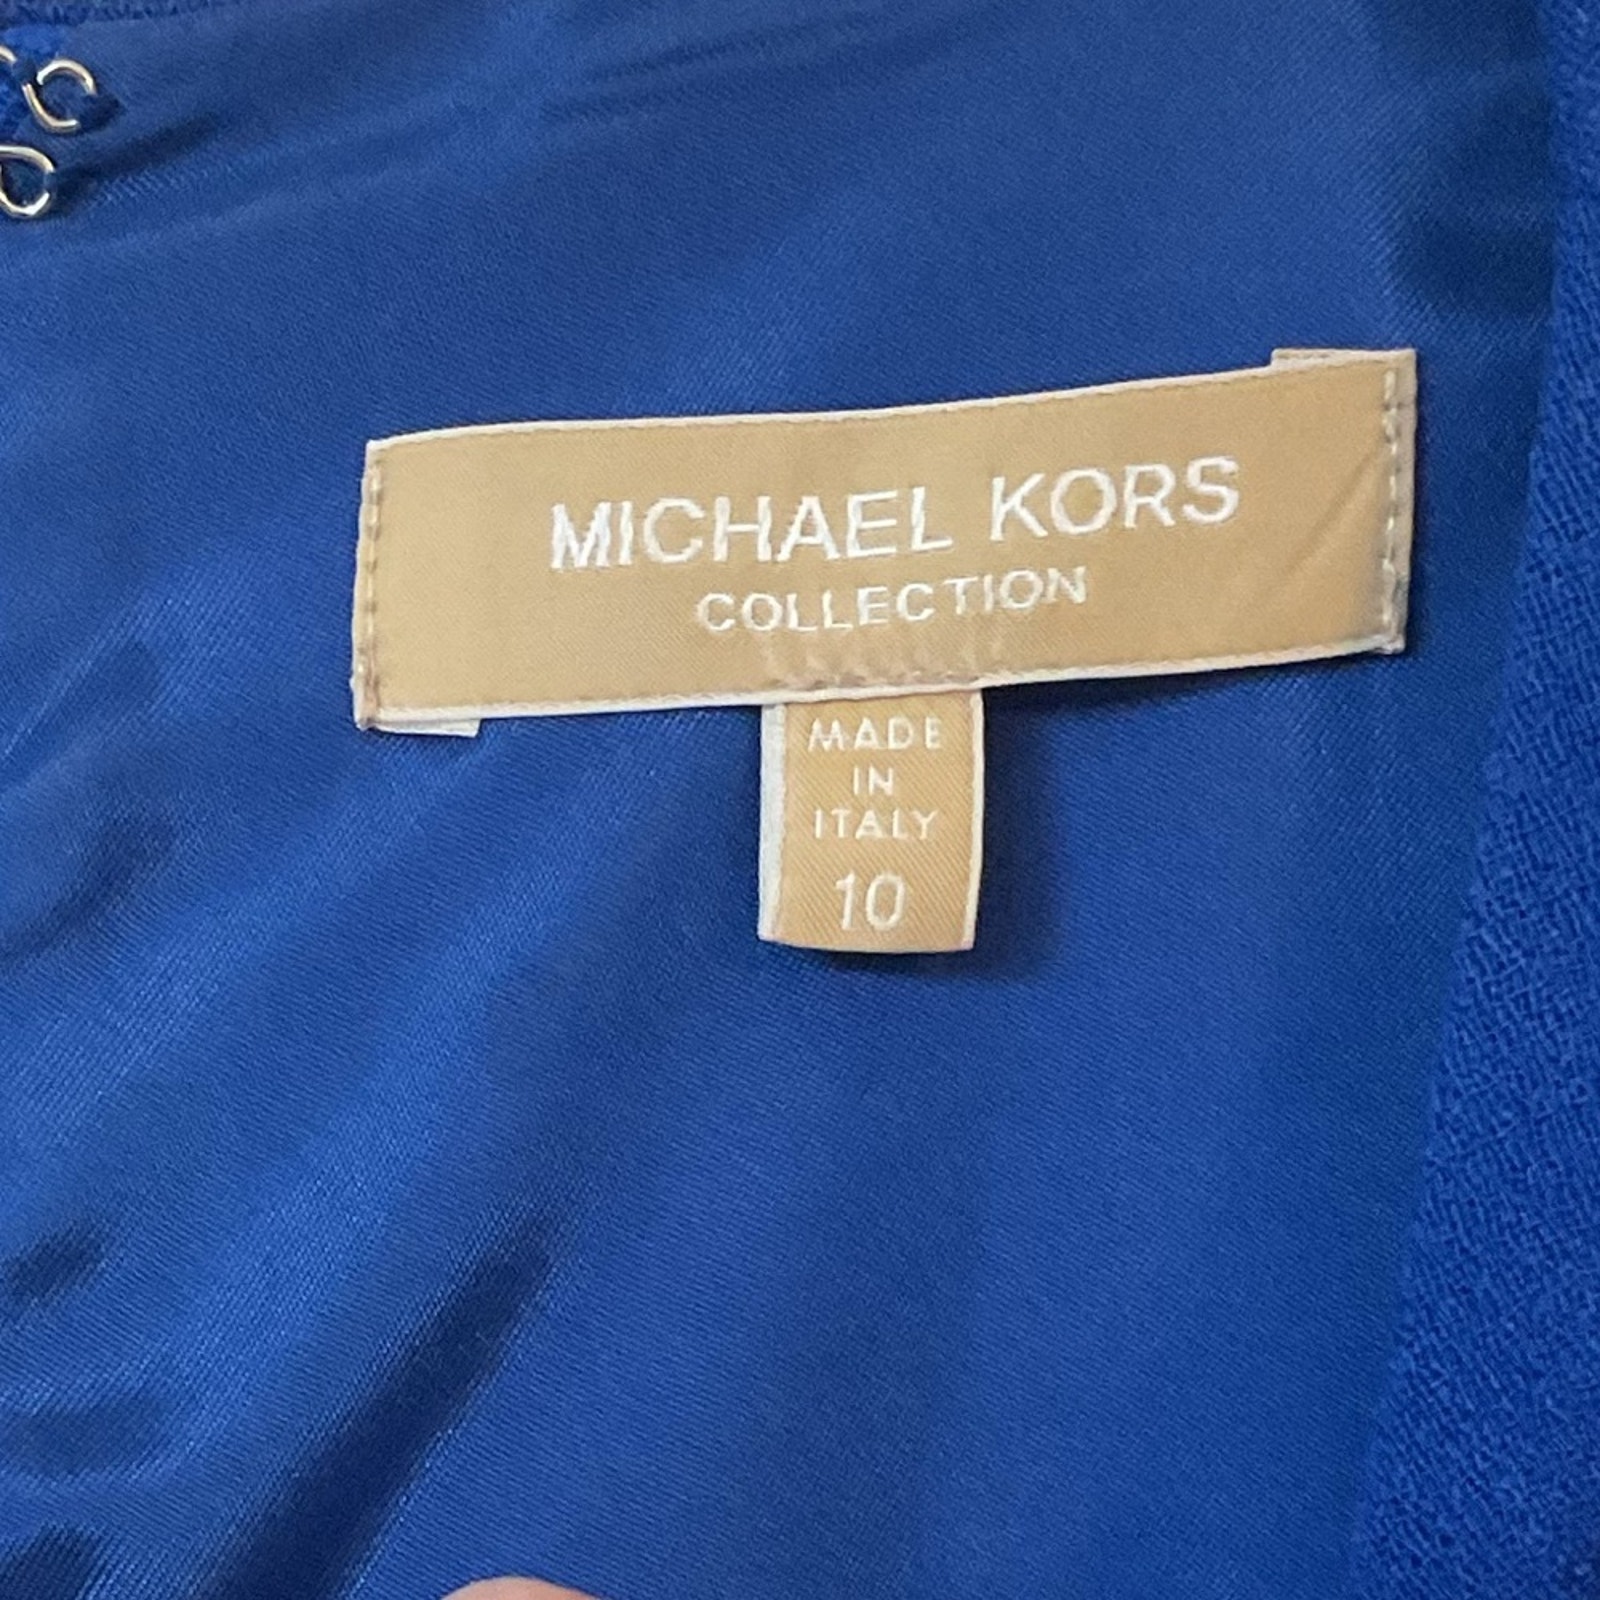 MICHAEL KORS
COLLECTION
MADE
IN
ITALY
10